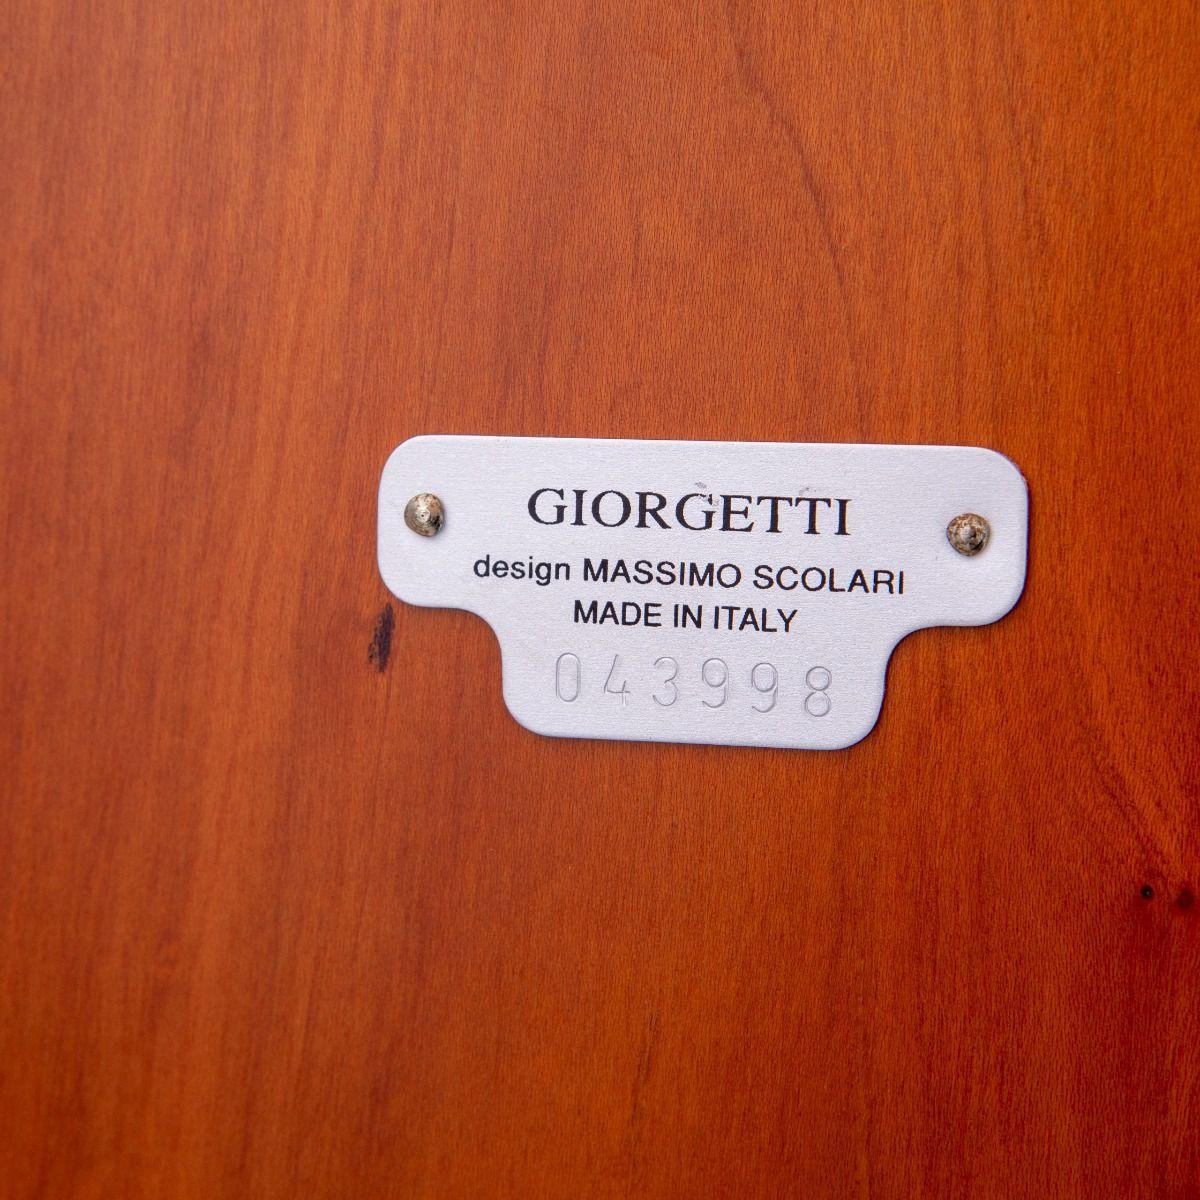 GIORGETTI
design MASSIMO SCOLARI
MADE IN ITALY
043998